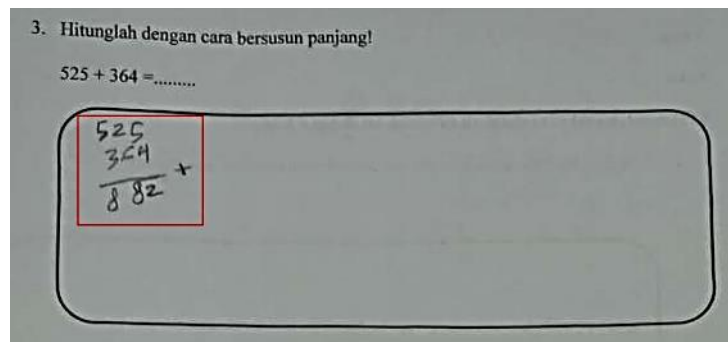 3. Hitunglah dengan cara bersusun panjang!
525 + 364 =.........
525
364
+
882